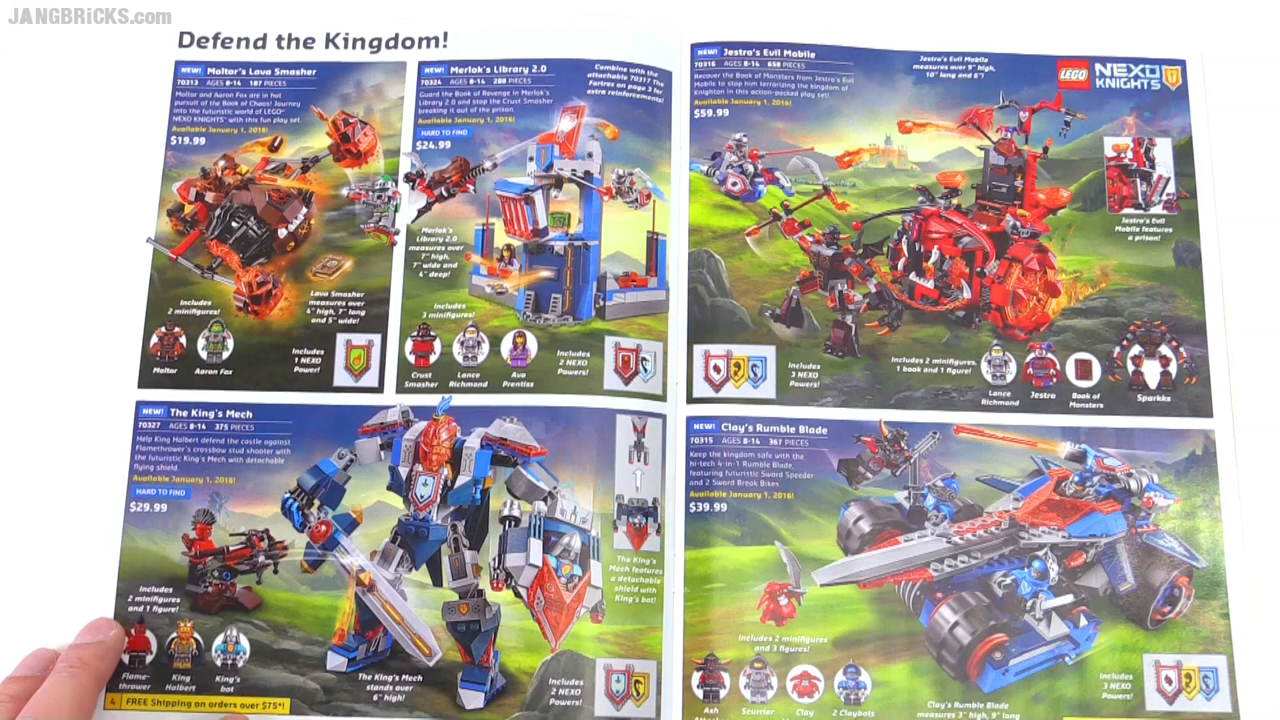 JANGBRiCKS.com
Defend the Kingdom!
NEW! Moltor's Lava Smasher
70313 AGES 8-14 187 PIECES
Moltor and Aaron Fox are in hot
pursuit of the Book of Chaos! Journey
into the futuristic world of LEGO®
NEXO KNIGHTS™ with this fun play set.
Available January 1, 2016!
$19.99
Includes
2 minifigures!
Lava Smasher
measures over
4" high, 7" long
and 5" wide!
Moltor
Aaron Fox
Includes
1 NEXO
Power!
NEW! Merlok's Library 2.0
70324 AGES 8-14 288 PIECES
Guard the Book of Revenge in Merlok's
Library 2.0 and stop the Crust Smasher
breaking it out of the prison.
Available January 1, 2016!
HARD TO FIND
$24.99
Combine with the
attachable 70317 The
Fortrex on page 3 for
extra reinforcements!
Merlok's
Library 2.0
measures over
7" high,
7" wide and
4" deep!
Includes
3 minifigures!
Crust
Smasher
Lance
Richmond
Ava
Prentiss
Includes
2 NEXO
Powers!
NEW! Jestro's Evil Mobile
70316 AGES 8-14 658 PIECES
Recover the Book of Monsters from Jestro's Evil
Mobile to stop him terrorizing the kingdom of
Knighton in this action-packed play set!
Available January 1, 2016!
$59.99
Jestro's Evil Mobile
measures over 9" high,
10" long and 6"!
LEGO
NEXO
KNIGHTS
Jestro's Evil
Mobile features
a prison!
Includes
3 NEXO
Powers!
Includes 2 minifigures,
1 book and 1 figure!
Lance
Richmond
Jestro
Book of
Monsters
Sparkks
NEW! The King's Mech
70327 AGES 8-14 375 PIECES
Help King Halbert defend the castle against
Flamethrower's crossbow stud shooter with
the futuristic King's Mech with detachable
flying shield.
Available January 1, 2016!
HARD TO FIND
$29.99
Includes
2 minifigures
and 1 figure!
Flame-
thrower
King
Halbert
King's
bot
The King's Mech
stands over
6" high!
The King's
Mech features
a detachable
shield with
King's bot!
Includes
2 NEXO
Powers!
4 FREE Shipping on orders over $75*!
NEW! Clay's Rumble Blade
70315 AGES 8-14 367 PIECES
Keep the kingdom safe with the
hi-tech 4-in-1 Rumble Blade,
featuring futuristic Sword Speeder
and 2 Sword Break Bikes.
Available January 1, 2016!
$39.99
Includes 2 minifigures
and 3 figures!
Ash
Scurrier
Clay
2 Claybots
Includes
3 NEXO
Powers!
Clay's Rumble Blade
measures 3" high, 9" long